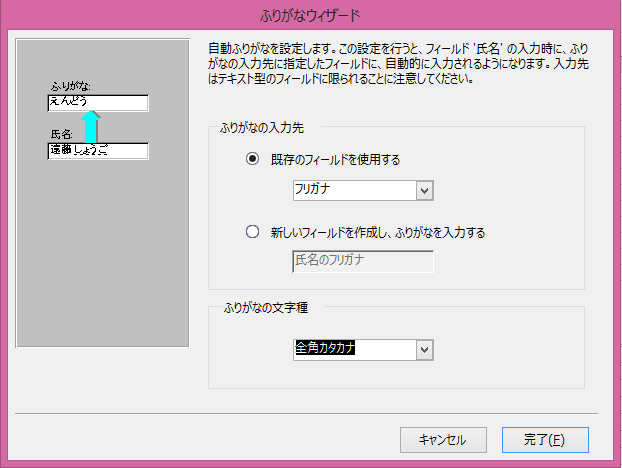 ふりがなウィザード
自動ふりがなを設定します。この設定を行うと、フィールド '氏名' の入力時に、ふり
がなの入力先に指定したフィールドに、自動的に入力されるようになります。入力先
はテキスト型のフィールドに限られることに注意してください。
ふりがな:
えんどう
氏名:
遠藤しょうご
ふりがなの入力先
既存のフィールドを使用する
フリガナ
新しいフィールドを作成し、ふりがなを入力する
氏名のフリガナ
ふりがなの文字種
全角カタカナ
キャンセル
完了(F)